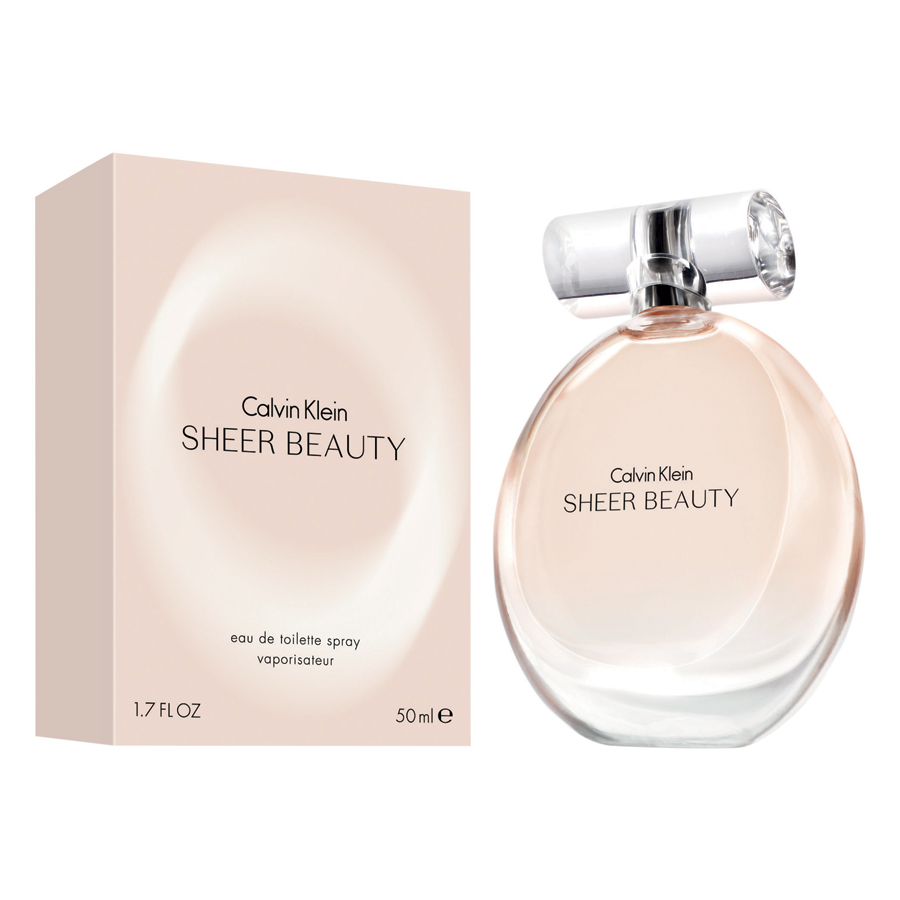 Calvin Klein
SHEER BEAUTY
eau de toilette spray
vaporisateur
1.7 FL OZ
50 ml ℮
Calvin Klein
SHEER BEAUTY